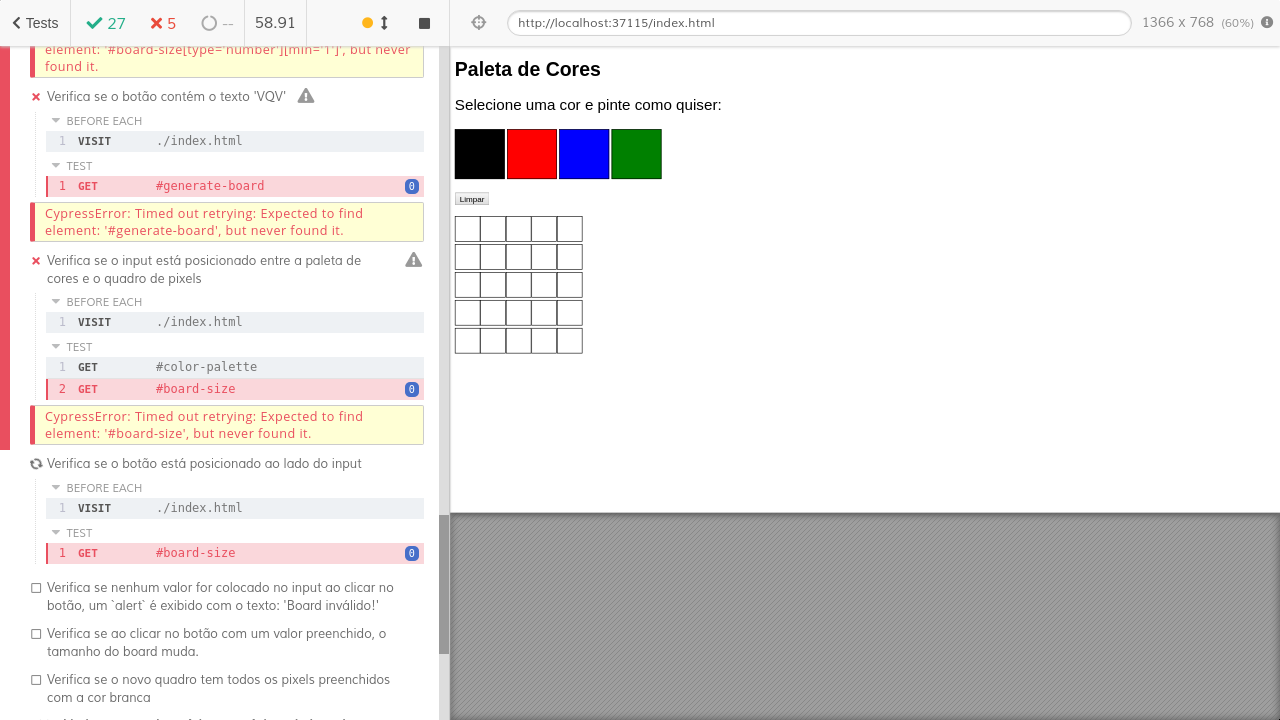 Tests
27
5
--
58.91
http://localhost:37115/index.html
1366 x 768 (60%)
element: '#board-size[type='number'][min='1']', but never
found it.
Verifica se o botão contém o texto 'VQV'
BEFORE EACH
1 VISIT ./index.html
TEST
1 GET #generate-board 0
CypressError: Timed out retrying: Expected to find
element: '#generate-board', but never found it.
Verifica se o input está posicionado entre a paleta de
cores e o quadro de pixels
BEFORE EACH
1 VISIT ./index.html
TEST
1 GET #color-palette
2 GET #board-size 0
CypressError: Timed out retrying: Expected to find
element: '#board-size', but never found it.
Verifica se o botão está posicionado ao lado do input
BEFORE EACH
1 VISIT ./index.html
TEST
1 GET #board-size 0
Verifica se nenhum valor for colocado no input ao clicar no
botão, um `alert` é exibido com o texto: 'Board inválido!'
Verifica se ao clicar no botão com um valor preenchido, o
tamanho do board muda.
Verifica se o novo quadro tem todos os pixels preenchidos
com a cor branca
Paleta de Cores
Selecione uma cor e pinte como quiser:
Limpar